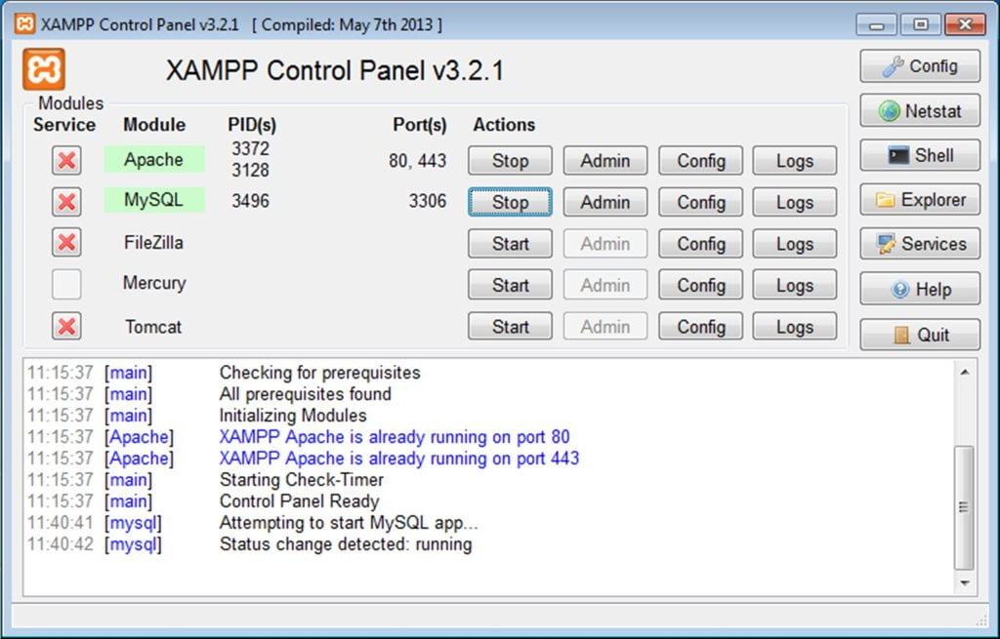 XAMPP Control Panel v3.2.1 [ Compiled: May 7th 2013 ]
XAMPP Control Panel v3.2.1
Config
Modules
Service Module PID(s) Port(s) Actions
Netstat
Apache 3372 3128 80, 443 Stop Admin Config Logs
Shell
MySQL 3496 3306 Stop Admin Config Logs
Explorer
FileZilla Start Admin Config Logs
Services
Mercury Start Admin Config Logs
Help
Tomcat Start Admin Config Logs
Quit
11:15:37 [main] Checking for prerequisites
11:15:37 [main] All prerequisites found
11:15:37 [main] Initializing Modules
11:15:37 [Apache] XAMPP Apache is already running on port 80
11:15:37 [Apache] XAMPP Apache is already running on port 443
11:15:37 [main] Starting Check-Timer
11:15:37 [main] Control Panel Ready
11:40:41 [mysql] Attempting to start MySQL app...
11:40:42 [mysql] Status change detected: running